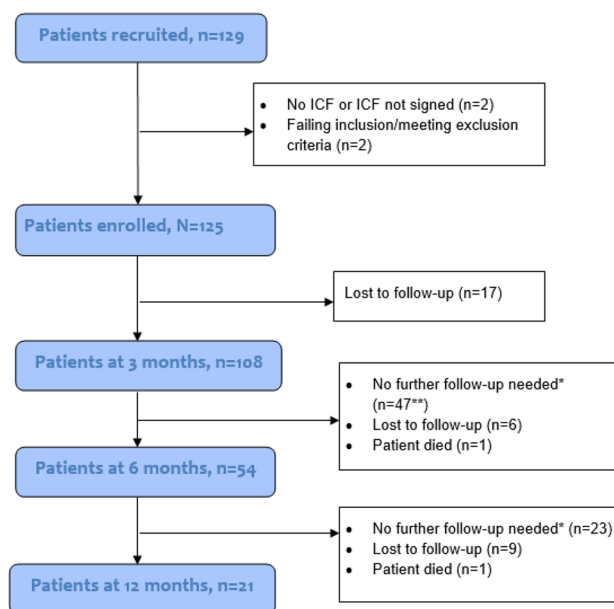 Patients recruited, n=129
• No ICF or ICF not signed (n=2)
• Failing inclusion/meeting exclusion
criteria (n=2)
Patients enrolled, N=125
Lost to follow-up (n=17)
Patients at 3 months, n=108
• No further follow-up needed*
(n=47**)
• Lost to follow-up (n=6)
• Patient died (n=1)
Patients at 6 months, n=54
• No further follow-up needed* (n=23)
• Lost to follow-up (n=9)
• Patient died (n=1)
Patients at 12 months, n=21